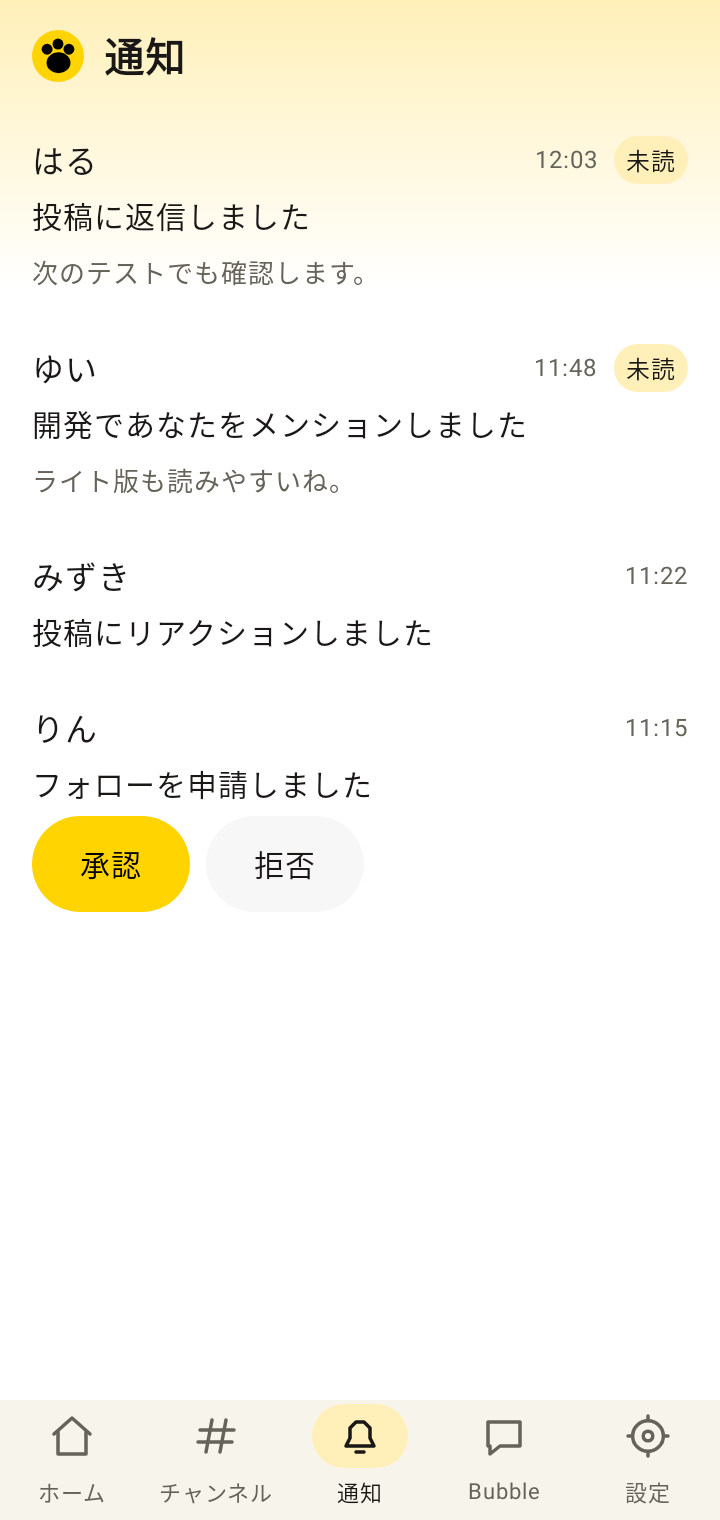 通知
はる 12:03 未読
投稿に返信しました
次のテストでも確認します。
ゆい 11:48 未読
開発であなたをメンションしました
ライト版も読みやすいね。
みずき 11:22
投稿にリアクションしました
りん 11:15
フォローを申請しました
承認 拒否
ホーム チャンネル 通知 Bubble 設定